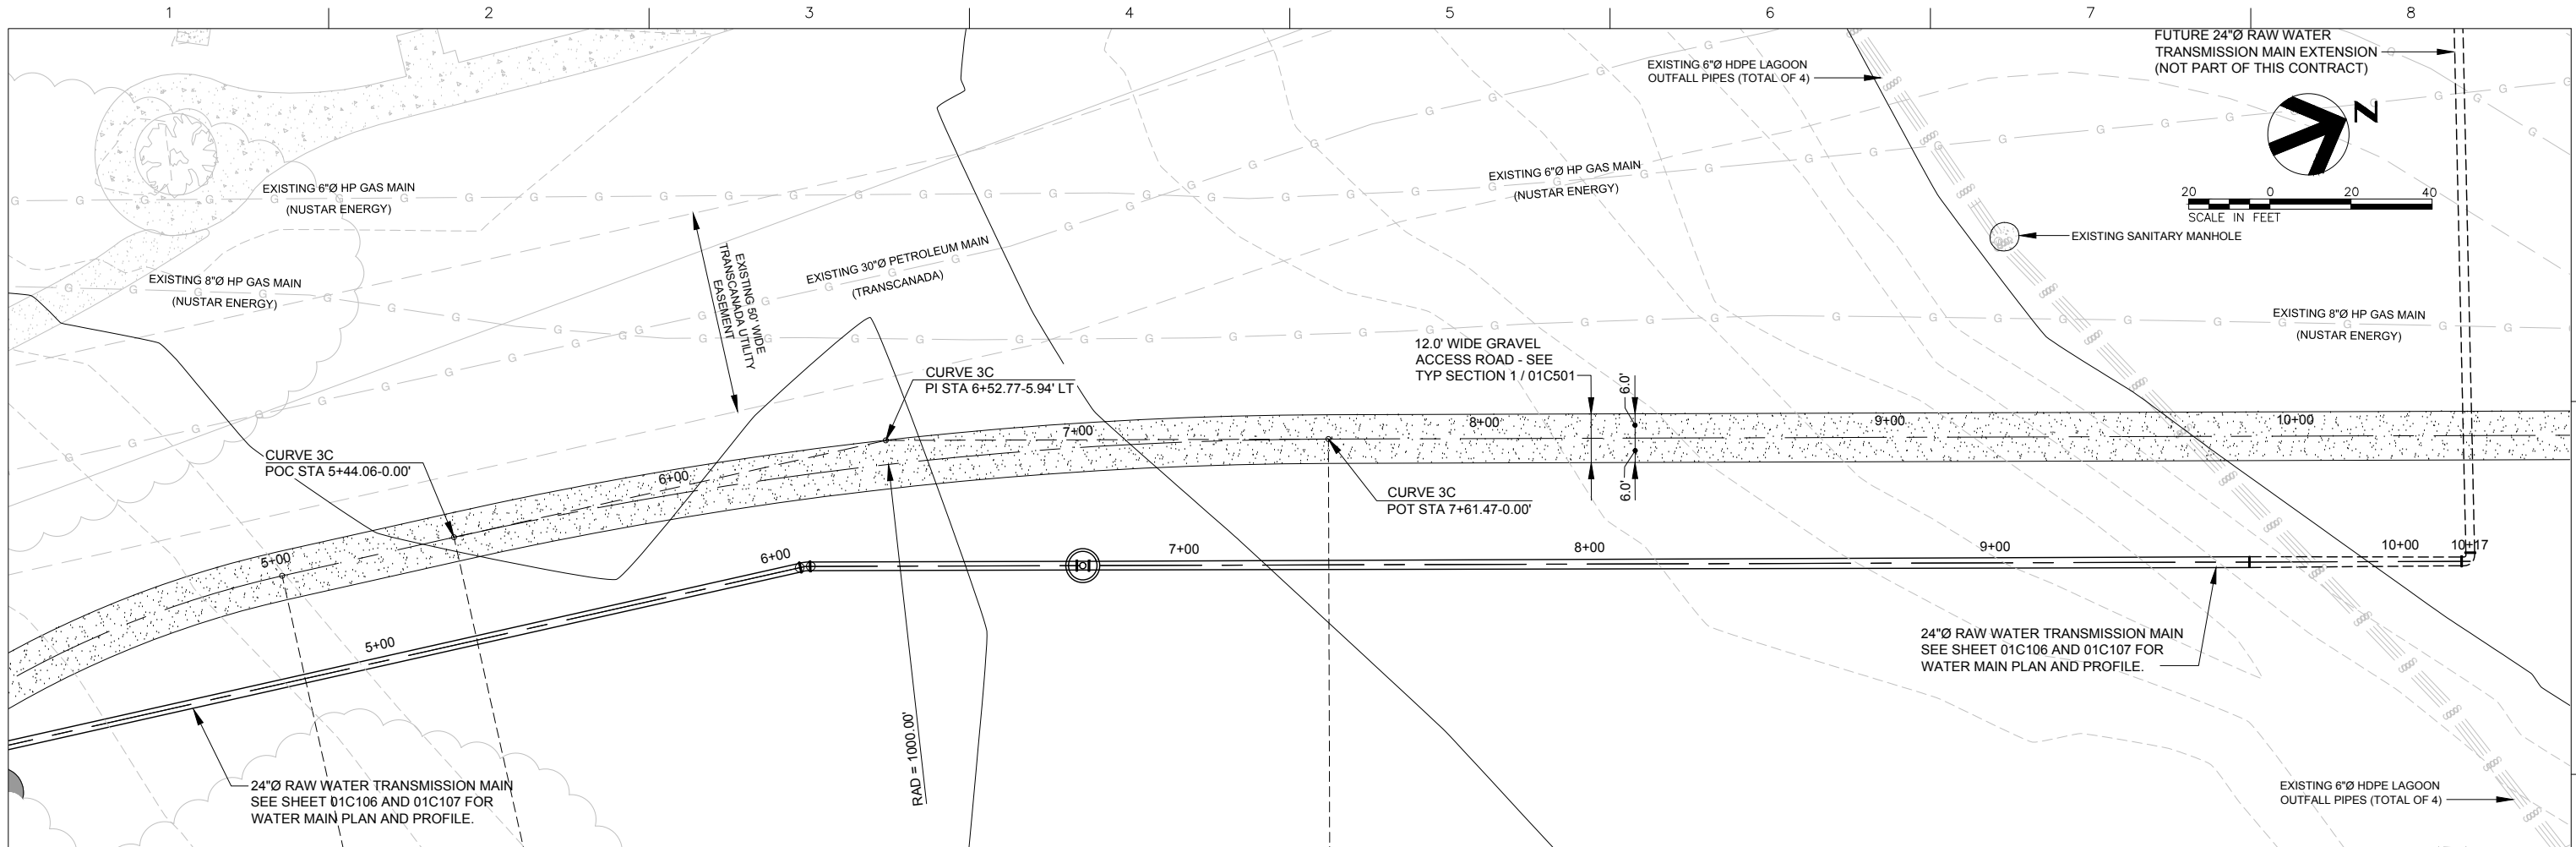 1 2 3 4 5 6 7 8
FUTURE 24"Ø RAW WATER
TRANSMISSION MAIN EXTENSION
(NOT PART OF THIS CONTRACT)
EXISTING 6"Ø HDPE LAGOON
OUTFALL PIPES (TOTAL OF 4)
N
20 0 20 40
SCALE IN FEET
EXISTING SANITARY MANHOLE
EXISTING 6"Ø HP GAS MAIN
(NUSTAR ENERGY)
EXISTING 6"Ø HP GAS MAIN
(NUSTAR ENERGY)
EXISTING 8"Ø HP GAS MAIN
(NUSTAR ENERGY)
EXISTING 50' WIDE
TRANSCANADA UTILITY
EASEMENT
EXISTING 30"Ø PETROLEUM MAIN
(TRANSCANADA)
EXISTING 8"Ø HP GAS MAIN
(NUSTAR ENERGY)
12.0' WIDE GRAVEL
ACCESS ROAD - SEE
TYP SECTION 1 / 01C501
6.0'
6.0'
CURVE 3C
PI STA 6+52.77-5.94' LT
CURVE 3C
POC STA 5+44.06-0.00'
CURVE 3C
POT STA 7+61.47-0.00'
5+00
6+00
7+00
8+00
9+00
10+00
5+00
6+00
7+00
8+00
9+00
10+00
10+17
RAD = 1000.00'
24"Ø RAW WATER TRANSMISSION MAIN
SEE SHEET 01C106 AND 01C107 FOR
WATER MAIN PLAN AND PROFILE.
24"Ø RAW WATER TRANSMISSION MAIN
SEE SHEET 01C106 AND 01C107 FOR
WATER MAIN PLAN AND PROFILE.
EXISTING 6"Ø HDPE LAGOON
OUTFALL PIPES (TOTAL OF 4)